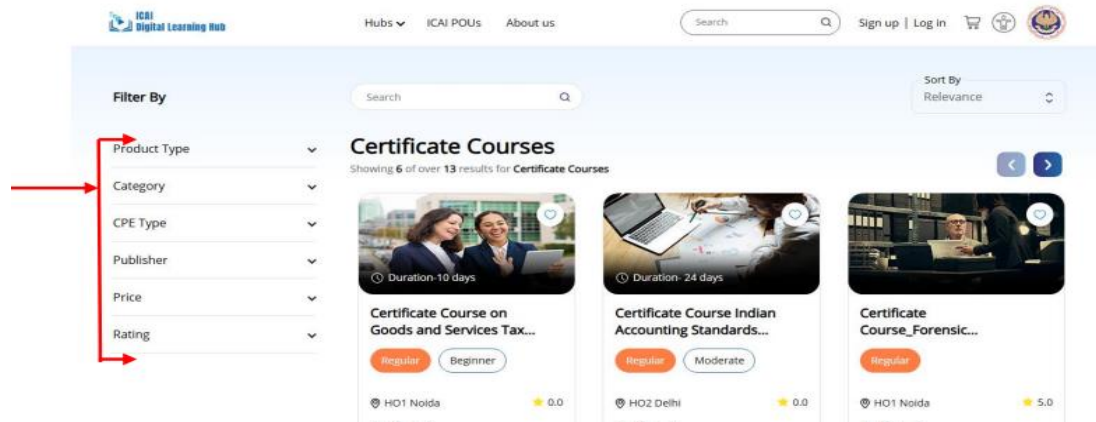 ICAI
Digital Learning Hub
Hubs ICAI POUs About us
Search
Sign up | Log in
Filter By
Search
Sort By
Relevance
Product Type
Category
CPE Type
Publisher
Price
Rating
Certificate Courses
Showing 6 of over 13 results for Certificate Courses
Duration-10 days
Certificate Course on
Goods and Services Tax...
Regular Beginner
HO1 Noida 0.0
Duration- 24 days
Certificate Course Indian
Accounting Standards...
Regular Moderate
HO2 Delhi 0.0
Certificate
Course_Forensic...
Regular
HO1 Noida 5.0